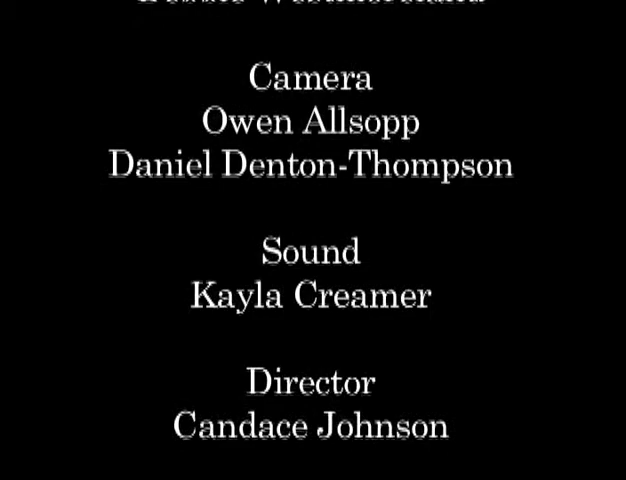 Camera
Owen Allsopp
Daniel Denton-Thompson
Sound
Kayla Creamer
Director
Candace Johnson